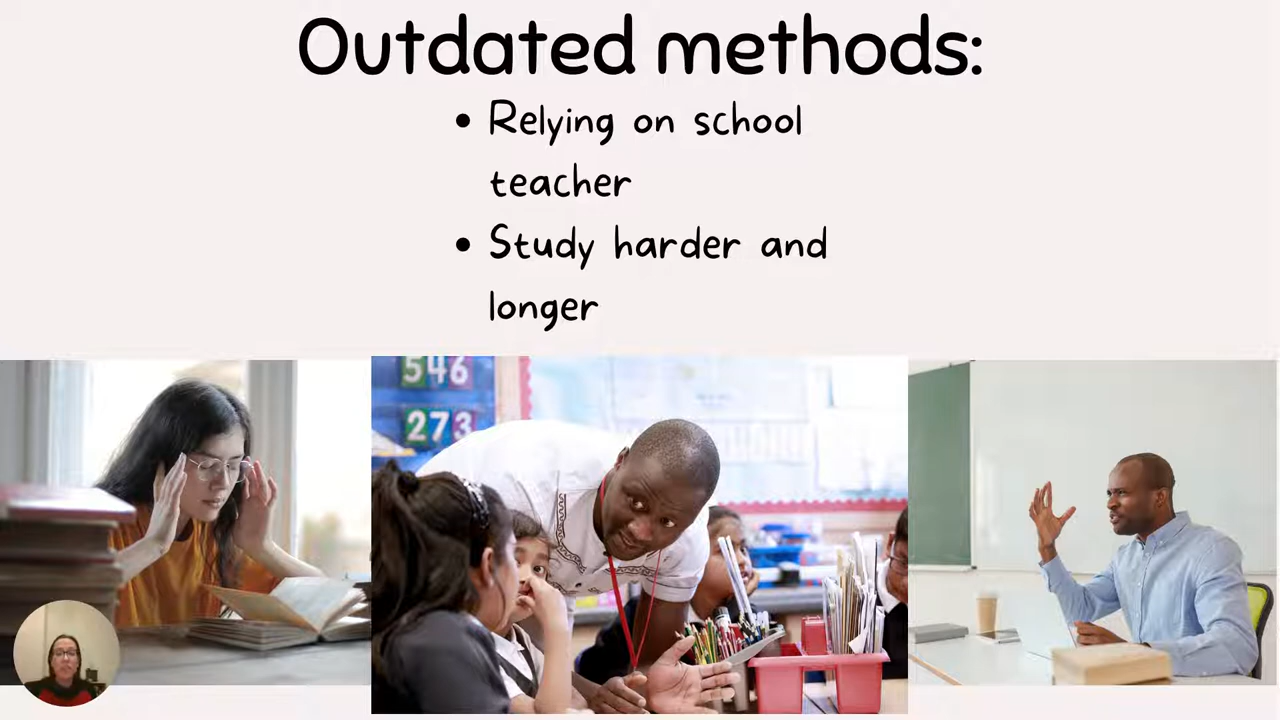 Outdated methods:
• Relying on school
teacher
• Study harder and
longer
546
273